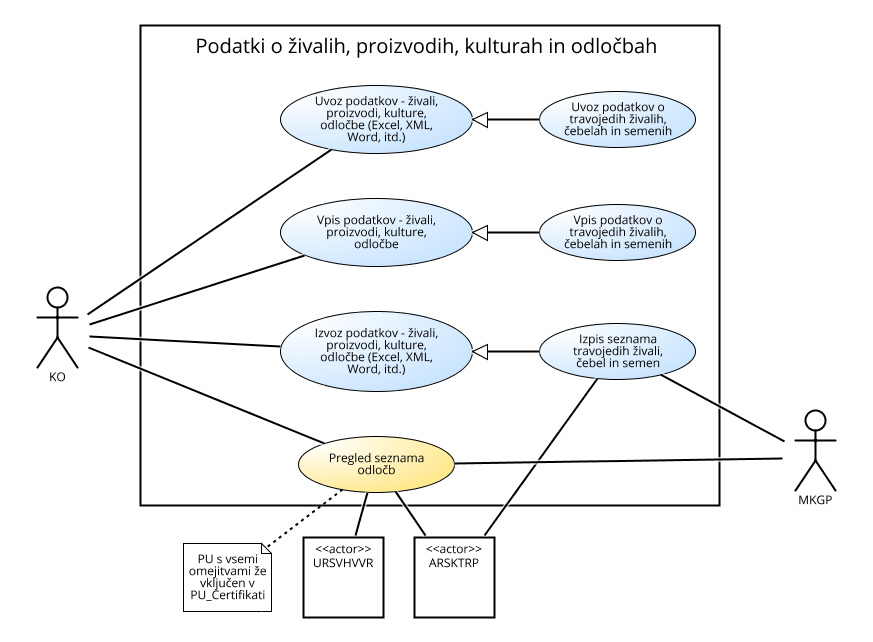 Podatki o živalih, proizvodih, kulturah in odločbah
Uvoz podatkov - živali,
proizvodi, kulture,
odločbe (Excel, XML,
Word, itd.)
Uvoz podatkov o
travojedih živalih,
čebelah in semenih
Vpis podatkov - živali,
proizvodi, kulture,
odločbe
Vpis podatkov o
travojedih živalih,
čebelah in semenih
Izvoz podatkov - živali,
proizvodi, kulture,
odločbe (Excel, XML,
Word, itd.)
Izpis seznama
travojedih živali,
čebel in semen
KO
Pregled seznama
odločb
MKGP
PU s vsemi
omejitvami že
vključen v
PU_Certifikati
<<actor>>
URSVHVVR
<<actor>>
ARSKTRP